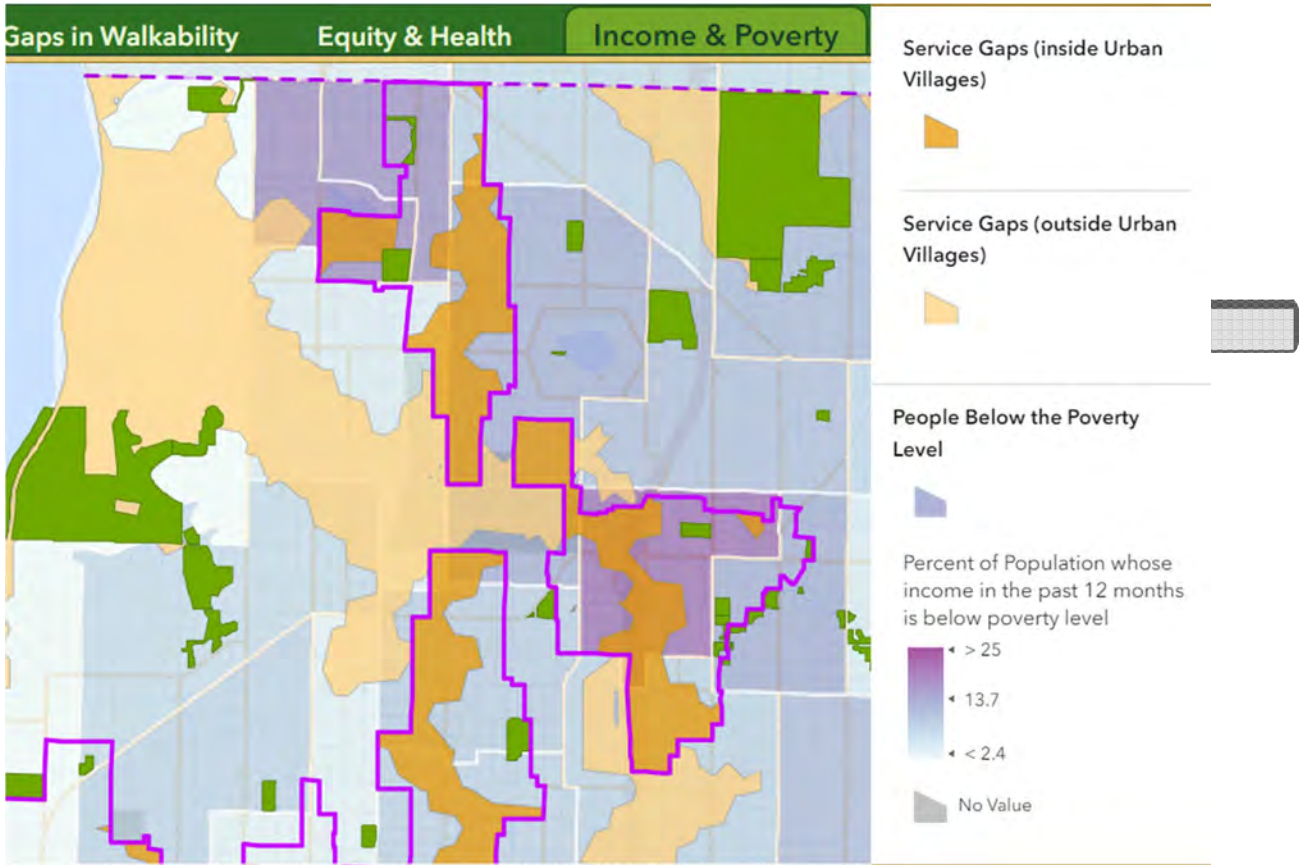 Gaps in Walkability
Equity & Health
Income & Poverty
Service Gaps (inside Urban
Villages)
Service Gaps (outside Urban
Villages)
People Below the Poverty
Level
Percent of Population whose
income in the past 12 months
is below poverty level
> 25
13.7
< 2.4
No Value